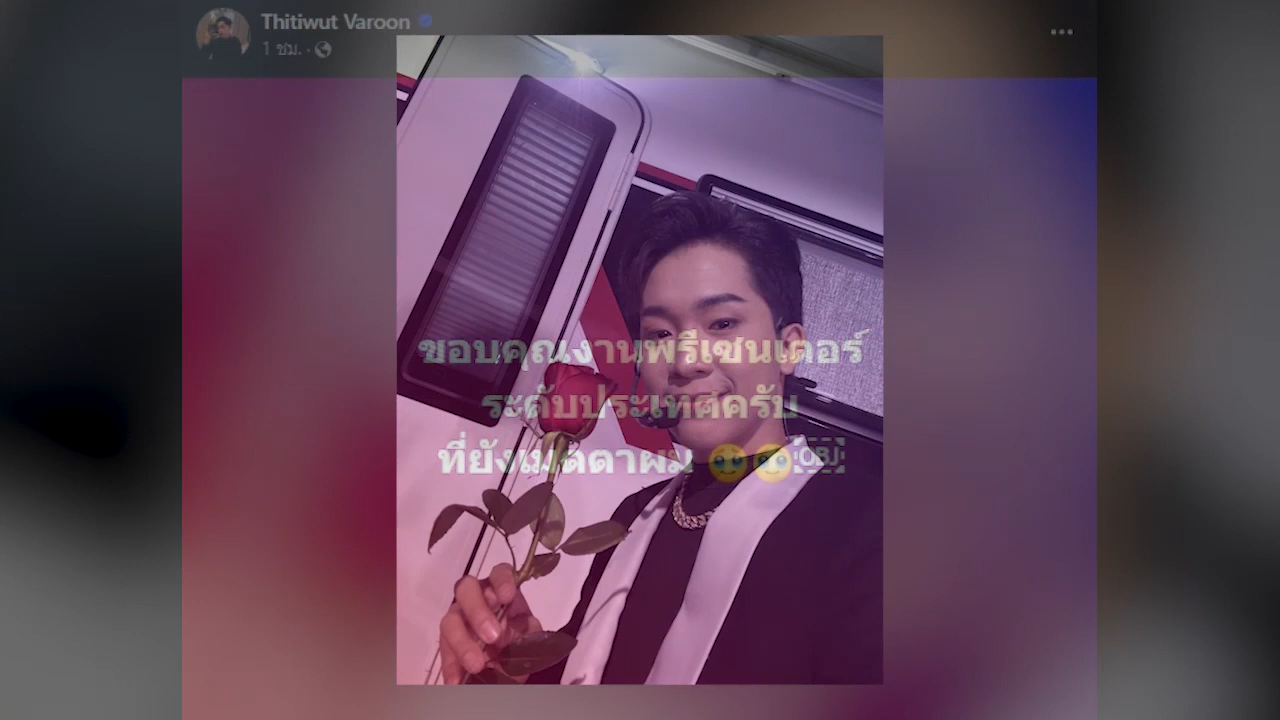 Thitiwut Varoon
1 ชม.
ขอบคุณงานพรีเซนเตอร์
ระดับประเทศครับ
ที่ยังเมตตาผม 🥹🥹OBJ